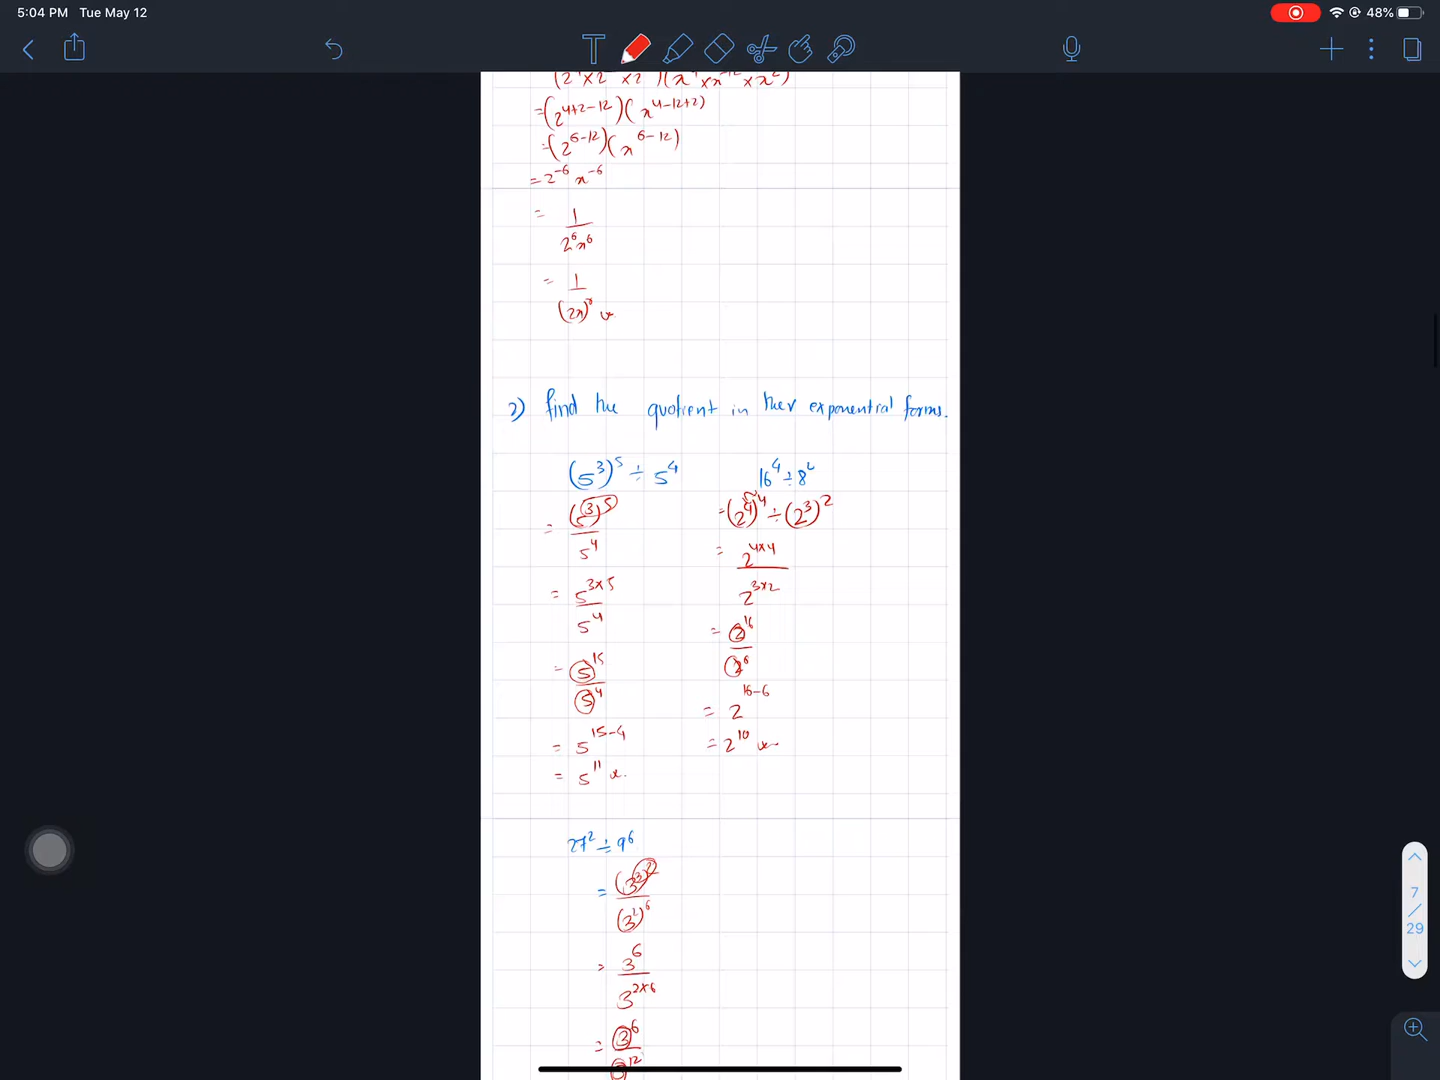 5:04 PM Tue May 12
48%
=(2^{4+2-12})(x^{4-12+2})
=(2^{6-12})(x^{6-12})
= 2^{-6} x^{-6}
= 1/(2^6 x^6)
= 1/(2x)
2) find the quotient in their exponential forms.
(5^3)^5 ÷ 5^4
= (5^3)^5/5^4
= 5^{3×5}/5^4
= 5^{15}/5^4
= 5^{15-4}
= 5^{11}
16^4 ÷ 8^2
= (2^4)^4 ÷ (2^3)^2
= 2^{4×4}/2^{3×2}
= 2^{16}/2^6
= 2^{16-6}
= 2^{10}
27^2 ÷ 9^6
= (3^3)^2/(3^2)^6
= 3^6/3^{2×6}
= 3^6/3^{12}
7
/
29